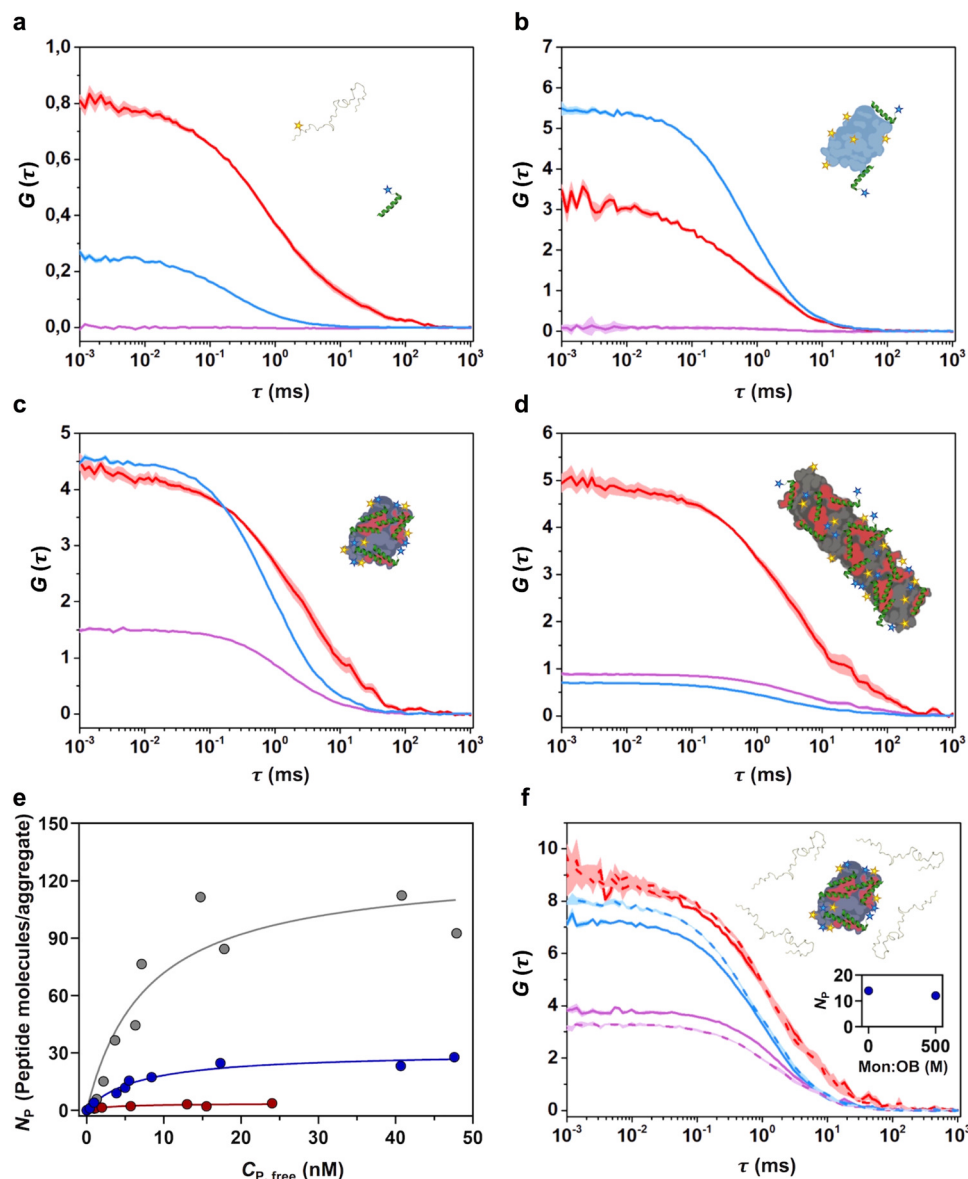 a
G (τ)
1,0
0,8
0,6
0,4
0,2
0,0
10⁻³ 10⁻² 10⁻¹ 10⁰ 10¹ 10² 10³
τ (ms)
b
G (τ)
7
6
5
4
3
2
1
0
10⁻³ 10⁻² 10⁻¹ 10⁰ 10¹ 10² 10³
τ (ms)
c
G (τ)
5
4
3
2
1
0
10⁻³ 10⁻² 10⁻¹ 10⁰ 10¹ 10² 10³
τ (ms)
d
G (τ)
6
5
4
3
2
1
0
10⁻³ 10⁻² 10⁻¹ 10⁰ 10¹ 10² 10³
τ (ms)
e
N_P (Peptide molecules/aggregate)
150
120
90
60
30
0
0 10 20 30 40 50
C_P_free (nM)
f
G (τ)
10
8
6
4
2
0
10⁻³ 10⁻² 10⁻¹ 10⁰ 10¹ 10² 10³
τ (ms)
N_P
20
10
0
0 500
Mon:OB (M)